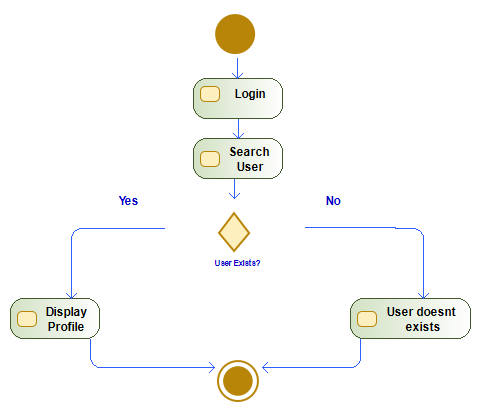 Login
Search
User
Yes
No
User Exists?
Display
Profile
User doesnt
exists